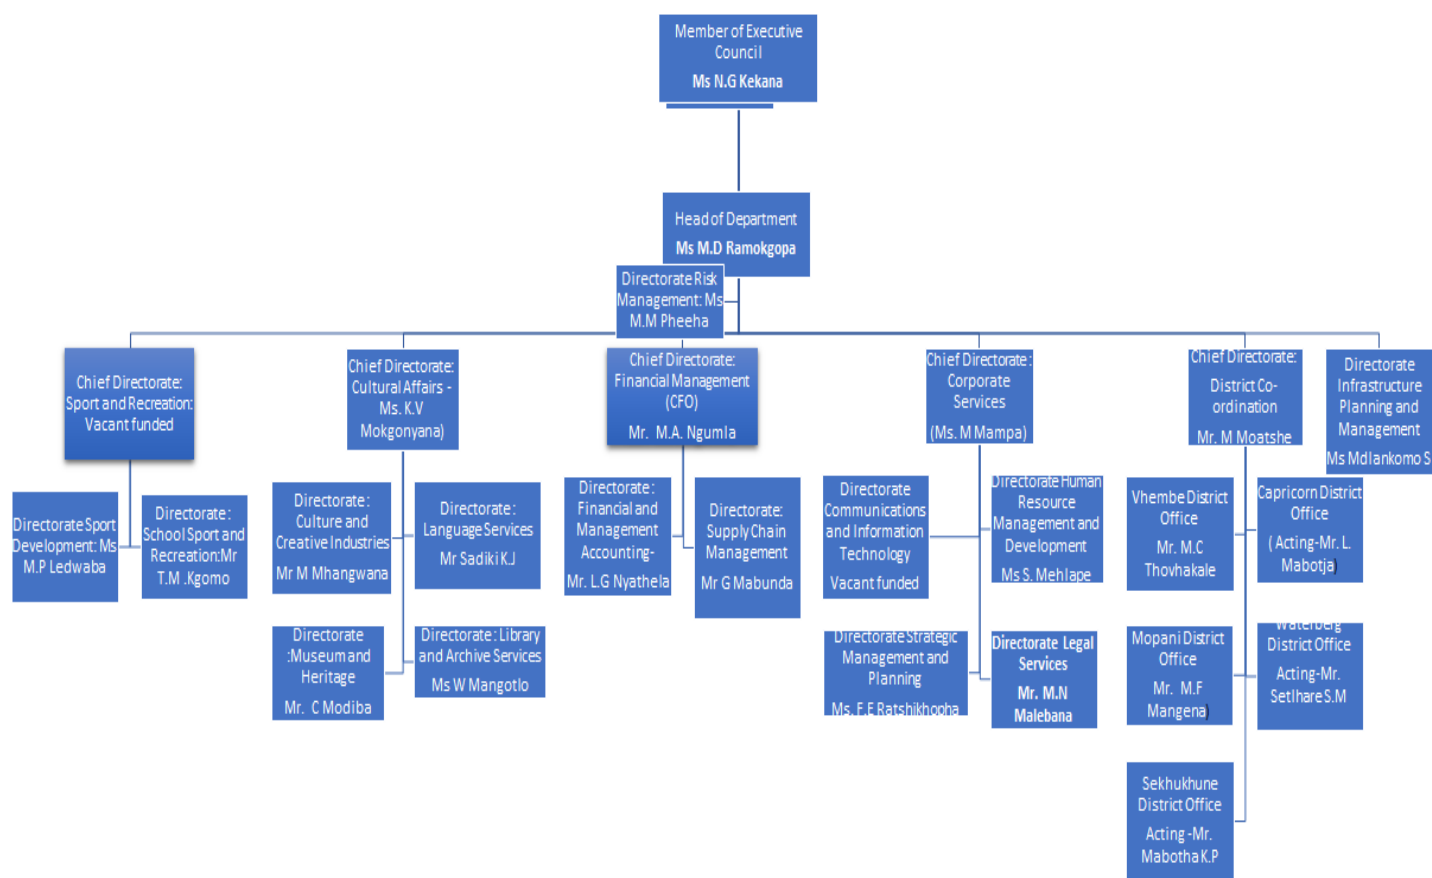 Member of Executive
Council
Ms N.G Kekana
Head of Department
Ms M.D Ramokgopa
Directorate Risk
Management: Ms
M.M Pheeha
Chief Directorate:
Sport and Recreation:
Vacant funded
Chief Directorate:
Cultural Affairs -
Ms. K.V
Mokgonyana)
Chief Directorate:
Financial Management
(CFO)
Mr. M.A. Ngumla
Chief Directorate :
Corporate
Services
(Ms. M Mampa)
Chief Directorate:
District Co-
ordination
Mr. M Moatshe
Directorate
Infrastructure
Planning and
Management
Ms Mdlankomo S
Directorate Sport
Development: Ms
M.P Ledwaba
Directorate :
School Sport and
Recreation:Mr
T.M .Kgomo
Directorate :
Culture and
Creative Industries
Mr M Mhangwana
Directorate :
Language Services
Mr Sadiki K.J
Directorate
:Museum and
Heritage
Mr. C Modiba
Directorate : Library
and Archive Services
Ms W Mangotlo
Directorate :
Financial and
Management
Accounting-
Mr. L.G Nyathela
Directorate:
Supply Chain
Management
Mr G Mabunda
Directorate
Communications
and Information
Technology
Vacant funded
Directorate Human
Resource
Management and
Development
Ms S. Mehlape
Directorate Strategic
Management and
Planning
Ms. F.E Ratshikhopha
Directorate Legal
Services
Mr. M.N
Malebana
Vhembe District
Office
Mr. M.C
Thovhakale
Capricorn District
Office
( Acting-Mr. L.
Mabotja)
Mopani District
Office
Mr. M.F
Mangena)
Waterberg
District Office
Acting-Mr.
Setlhare S.M
Sekhukhune
District Office
Acting -Mr.
Mabotha K.P